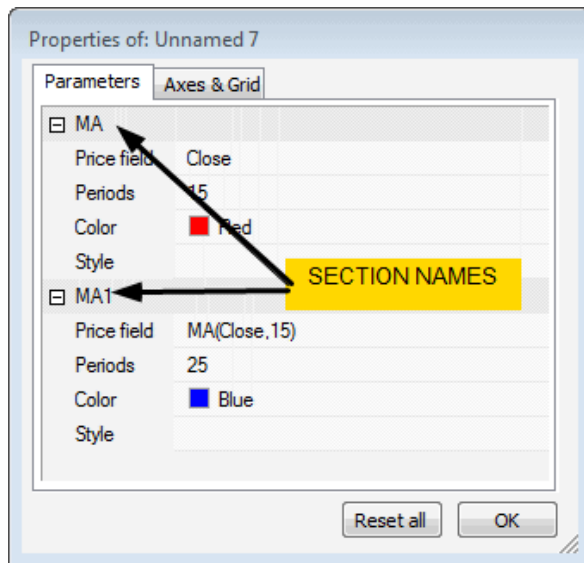 Properties of: Unnamed 7
Parameters Axes & Grid
MA
Price field Close
Periods 15
Color Red
Style
SECTION NAMES
MA1
Price field MA(Close,15)
Periods 25
Color Blue
Style
Reset all OK